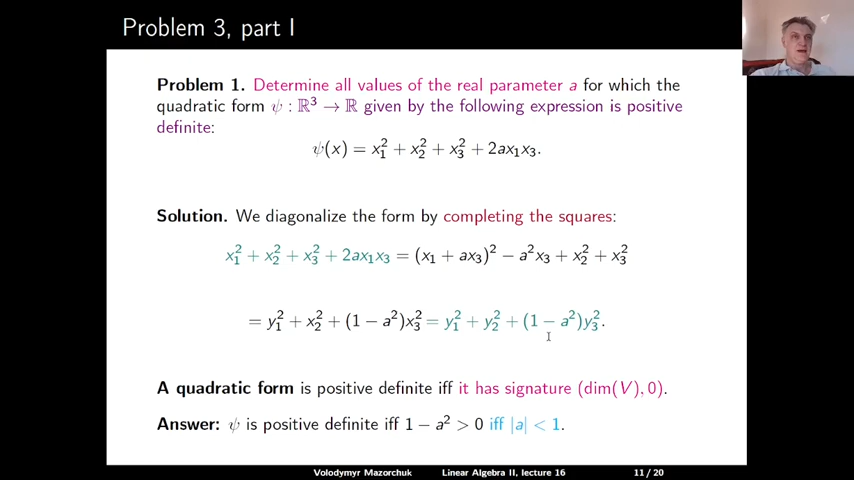 Problem 3, part I
Problem 1. Determine all values of the real parameter a for which the
quadratic form ψ : ℝ³ → ℝ given by the following expression is positive
definite:
ψ(x) = x₁² + x₂² + x₃² + 2ax₁x₃.
Solution. We diagonalize the form by completing the squares:
x₁² + x₂² + x₃² + 2ax₁x₃ = (x₁ + ax₃)² − a²x₃ + x₂² + x₃²
= y₁² + x₂² + (1 − a²)x₃² = y₁² + y₂² + (1 − a²)y₃².
A quadratic form is positive definite iff it has signature (dim(V), 0).
Answer: ψ is positive definite iff 1 − a² > 0 iff |a| < 1.
Volodymyr Mazorchuk Linear Algebra II, lecture 16 11 / 20